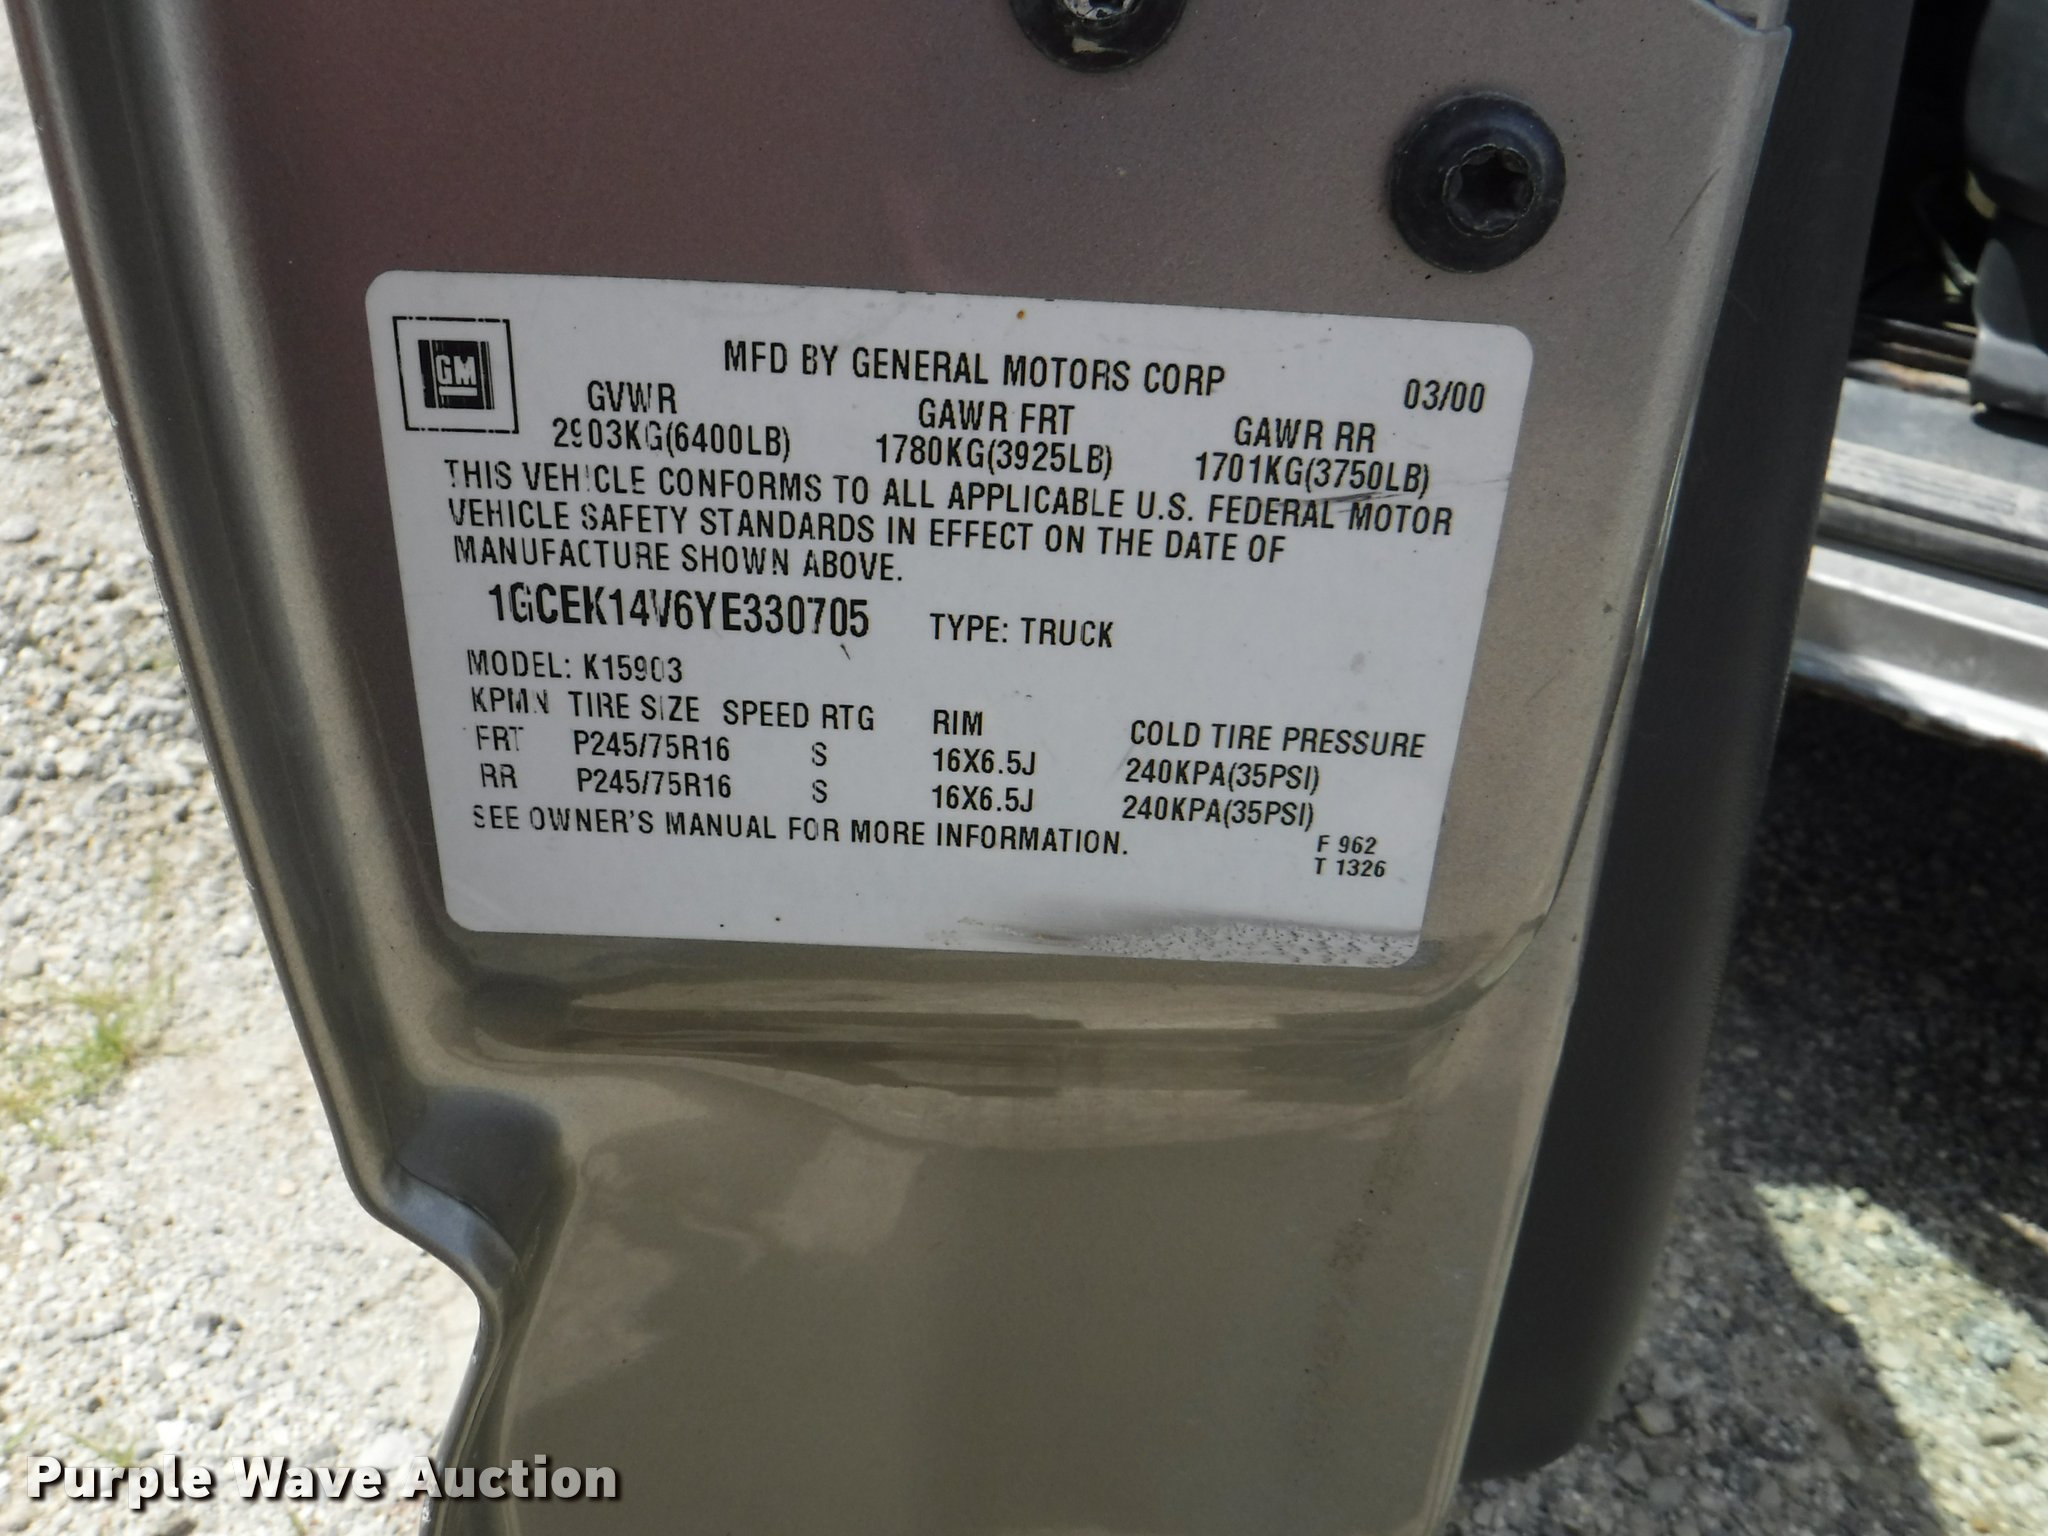 GM
MFD BY GENERAL MOTORS CORP 03/00
GVWR GAWR FRT GAWR RR
2903KG(6400LB) 1780KG(3925LB) 1701KG(3750LB)
THIS VEHICLE CONFORMS TO ALL APPLICABLE U.S. FEDERAL MOTOR
VEHICLE SAFETY STANDARDS IN EFFECT ON THE DATE OF
MANUFACTURE SHOWN ABOVE.
1GCEK14V6YE330705 TYPE: TRUCK
MODEL: K15903
KPMN TIRE SIZE SPEED RTG RIM COLD TIRE PRESSURE
FRT P245/75R16 S 16X6.5J 240KPA(35PSI)
RR P245/75R16 S 16X6.5J 240KPA(35PSI)
SEE OWNER'S MANUAL FOR MORE INFORMATION.
F 962
T 1326
Purple Wave Auction